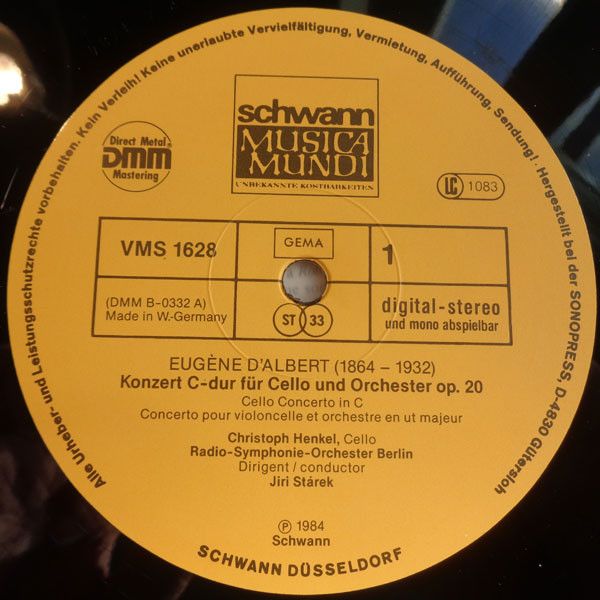 Alle Urheber- und Leistungsschutzrechte vorbehalten. Kein Verleih! Keine unerlaubte Vervielfältigung, Vermietung, Aufführung, Sendung! · Hergestellt bei der SONOPRESS, D-4830 Gütersloh
schwann
MUSICA
MUNDI
UNBEKANNTE KOSTBARKEITEN
Direct Metal
DMM
Mastering
LC 1083
VMS 1628
GEMA
1
(DMM B-0332 A)
Made in W.-Germany
ST 33
digital-stereo
und mono abspielbar
EUGÈNE D'ALBERT (1864 – 1932)
Konzert C-dur für Cello und Orchester op. 20
Cello Concerto in C
Concerto pour violoncelle et orchestre en ut majeur
Christoph Henkel, Cello
Radio-Symphonie-Orchester Berlin
Dirigent / conductor
Jiri Stárek
Ⓟ 1984
Schwann
SCHWANN DÜSSELDORF